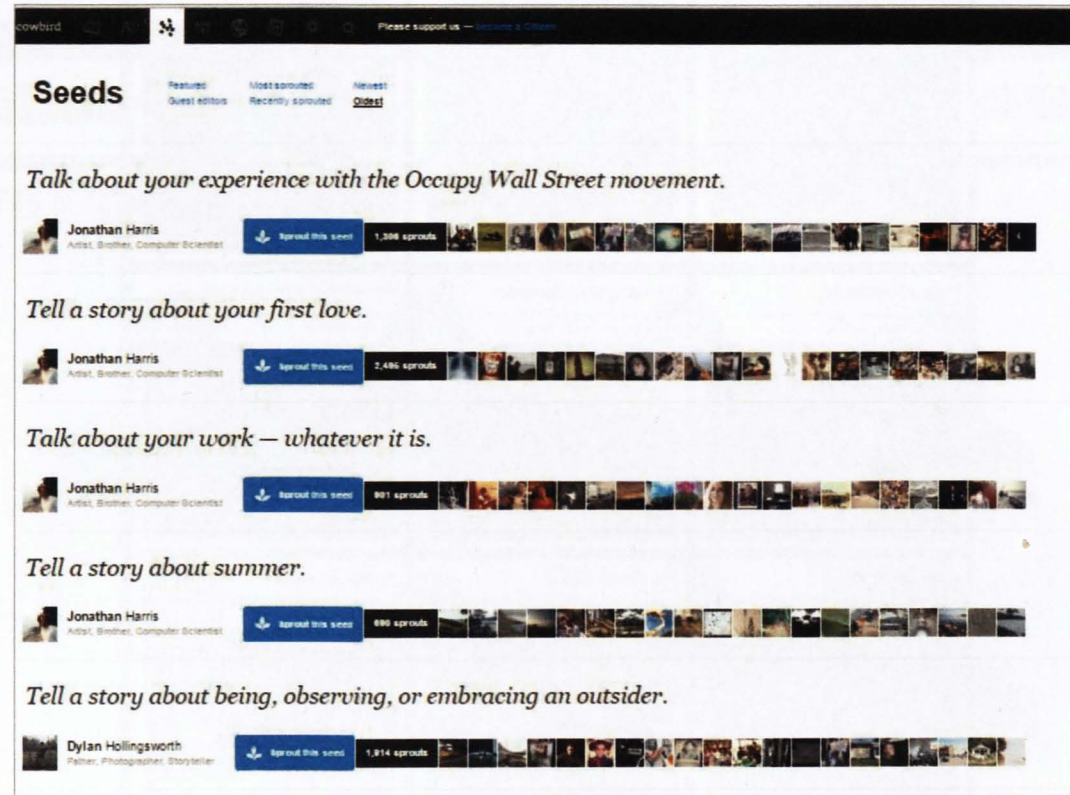 cowbird
Please support us — become a Citizen
Seeds
Featured Most sprouted Newest
Guest editors Recently sprouted Oldest
Talk about your experience with the Occupy Wall Street movement.
Jonathan Harris
Artist, Brother, Computer Scientist
Sprout this seed
sprouts
Tell a story about your first love.
Jonathan Harris
Artist, Brother, Computer Scientist
Sprout this seed
sprouts
Talk about your work — whatever it is.
Jonathan Harris
Artist, Brother, Computer Scientist
Sprout this seed
sprouts
Tell a story about summer.
Jonathan Harris
Artist, Brother, Computer Scientist
Sprout this seed
sprouts
Tell a story about being, observing, or embracing an outsider.
Dylan Hollingsworth
Father, Photographer, Storyteller
Sprout this seed
1,814 sprouts